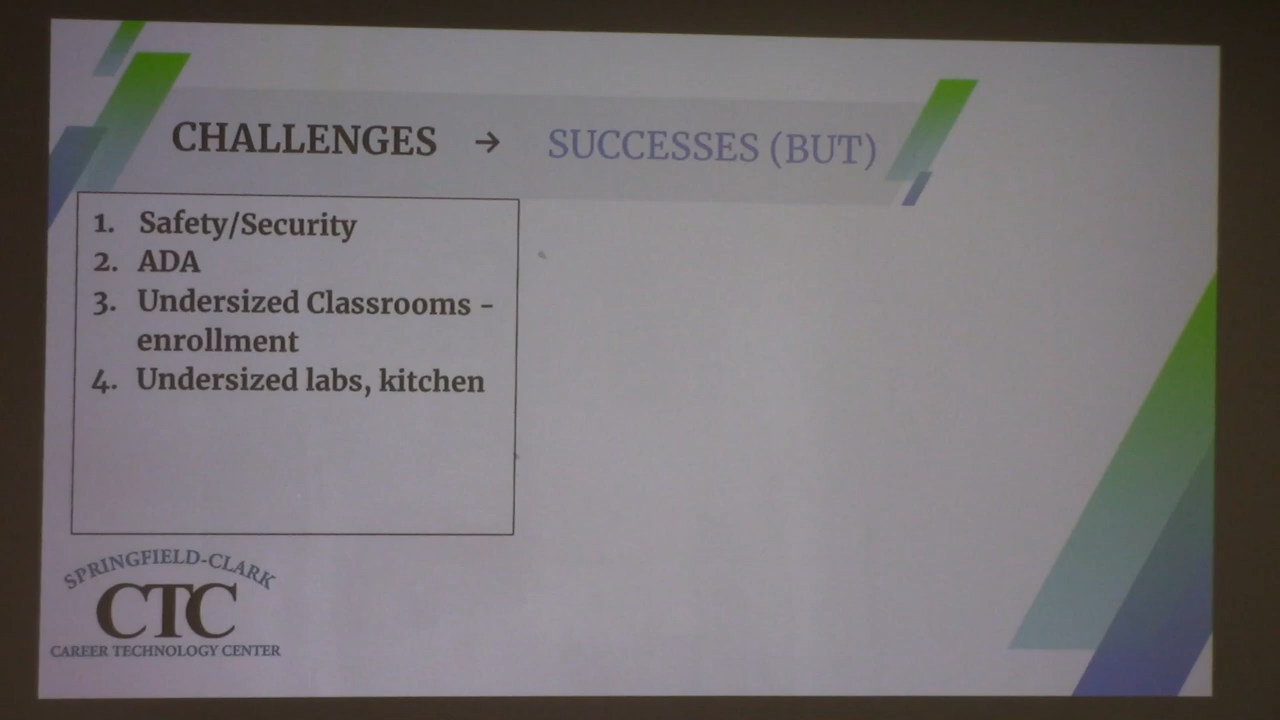 CHALLENGES → SUCCESSES (BUT)
1. Safety/Security
2. ADA
3. Undersized Classrooms -
enrollment
4. Undersized labs, kitchen
SPRINGFIELD-CLARK
CTC
CAREER TECHNOLOGY CENTER